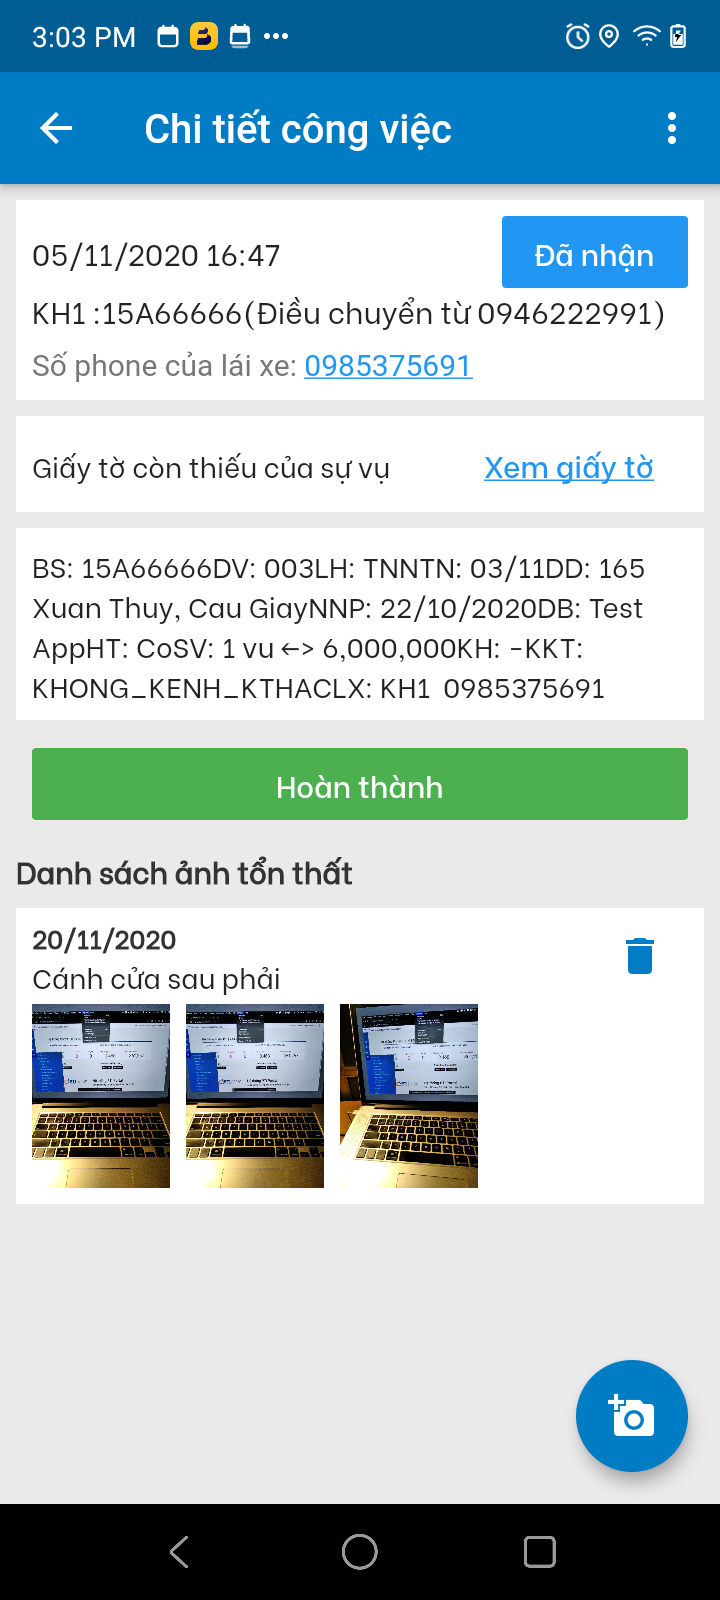 3:03 PM
Chi tiết công việc
05/11/2020 16:47
Đã nhận
KH1 :15A66666(Điều chuyển từ 0946222991)
Số phone của lái xe: 0985375691
Giấy tờ còn thiếu của sự vụ
Xem giấy tờ
BS: 15A66666DV: 003LH: TNNTN: 03/11DD: 165
Xuan Thuy, Cau GiayNNP: 22/10/2020DB: Test
AppHT: CoSV: 1 vu <-> 6,000,000KH: -KKT:
KHONG_KENH_KTHACLX: KH1  0985375691
Hoàn thành
Danh sách ảnh tổn thất
20/11/2020
Cánh cửa sau phải